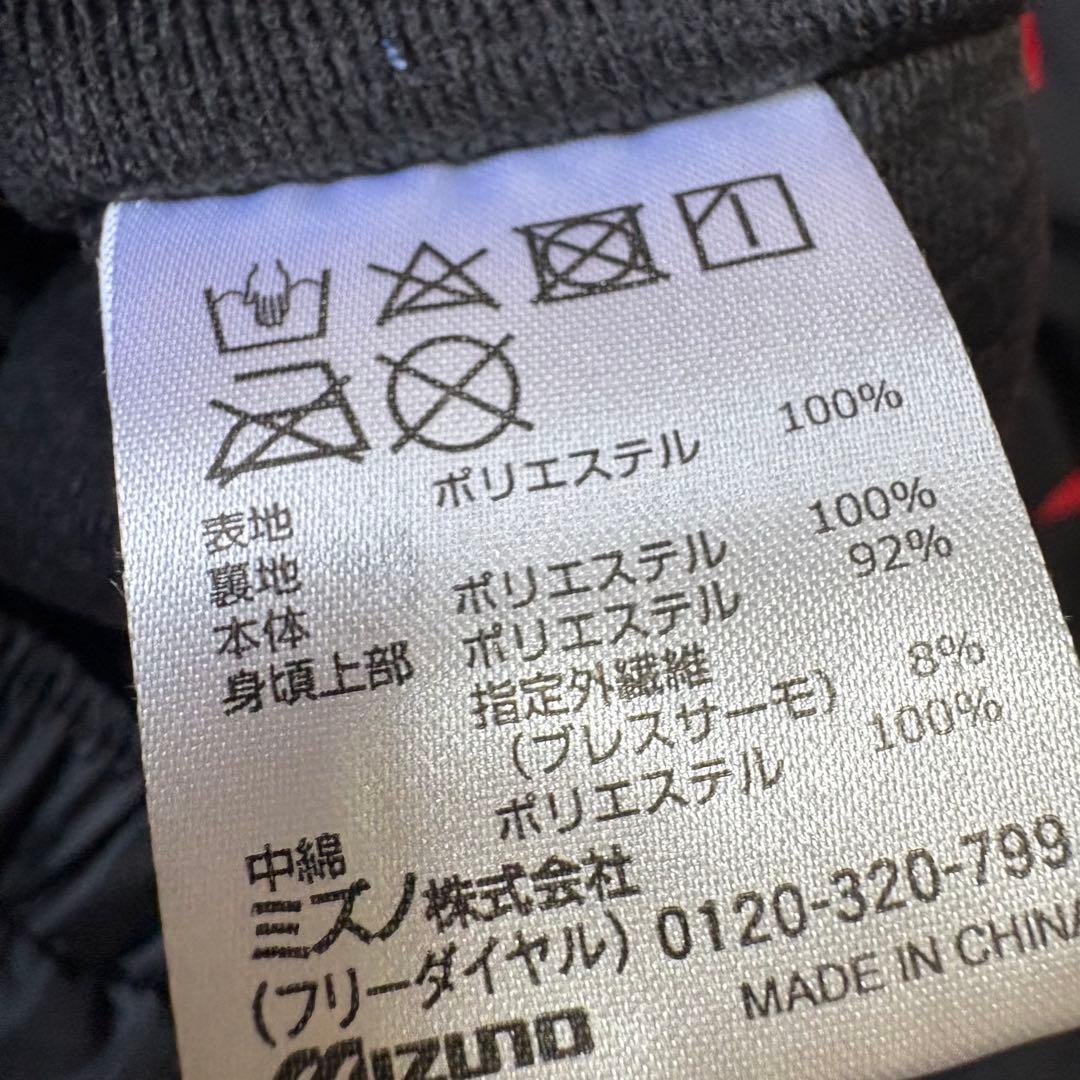 表地 ポリエステル 100%
裏地
本体 ポリエステル 100%
身頃上部 ポリエステル 92%
指定外繊維
(ブレスサーモ) 8%
中綿 ポリエステル 100%
ミズノ株式会社
(フリーダイヤル) 0120-320-799
MADE IN CHINA
MIZUNO